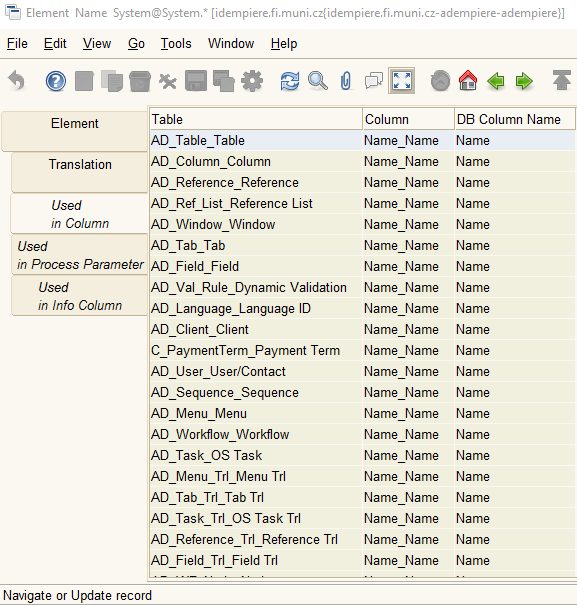 Element Name System@System.* [idempiere.fi.muni.cz{idempiere.fi.muni.cz-adempiere-adempiere}]
File Edit View Go Tools Window Help
Element
Translation
Used
in Column
Used
in Process Parameter
Used
in Info Column
Table Column DB Column Name
AD_Table_Table Name_Name Name
AD_Column_Column Name_Name Name
AD_Reference_Reference Name_Name Name
AD_Ref_List_Reference List Name_Name Name
AD_Window_Window Name_Name Name
AD_Tab_Tab Name_Name Name
AD_Field_Field Name_Name Name
AD_Val_Rule_Dynamic Validation Name_Name Name
AD_Language_Language ID Name_Name Name
AD_Client_Client Name_Name Name
C_PaymentTerm_Payment Term Name_Name Name
AD_User_User/Contact Name_Name Name
AD_Sequence_Sequence Name_Name Name
AD_Menu_Menu Name_Name Name
AD_Workflow_Workflow Name_Name Name
AD_Task_OS Task Name_Name Name
AD_Menu_Trl_Menu Trl Name_Name Name
AD_Tab_Trl_Tab Trl Name_Name Name
AD_Task_Trl_OS Task Trl Name_Name Name
AD_Reference_Trl_Reference Trl Name_Name Name
AD_Field_Trl_Field Trl Name_Name Name
Navigate or Update record